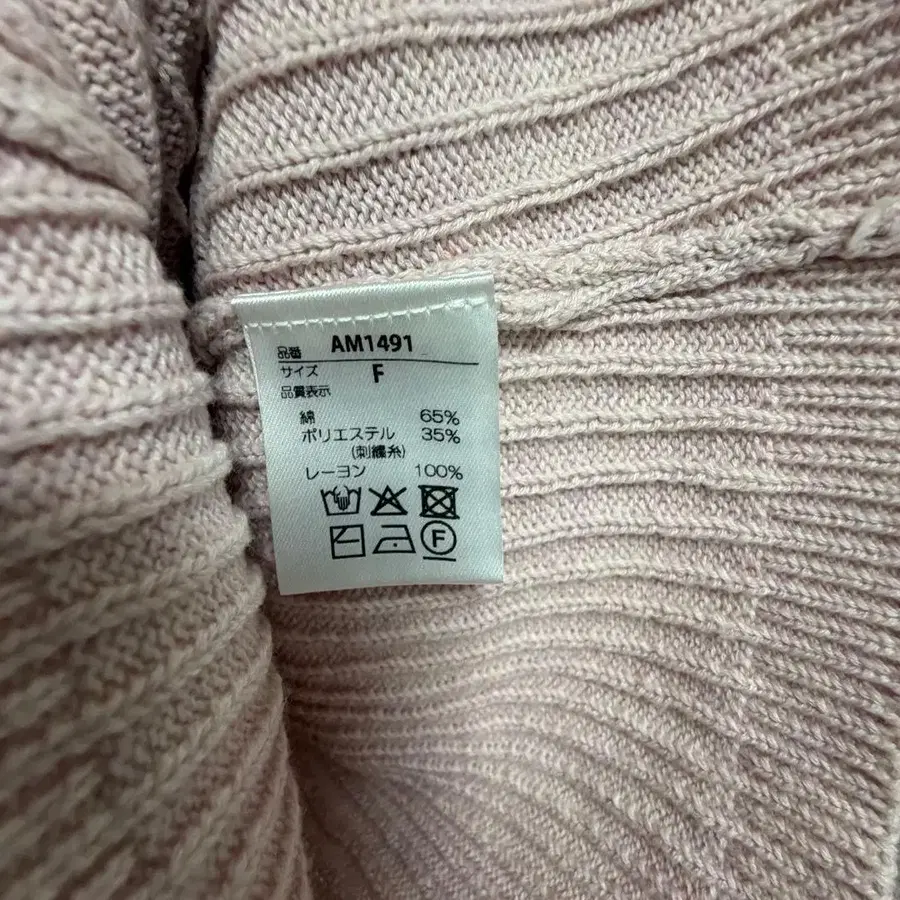 品番 AM1491
サイズ F
品質表示
綿 65%
ポリエステル 35%
(刺繍糸)
レーヨン 100%
F